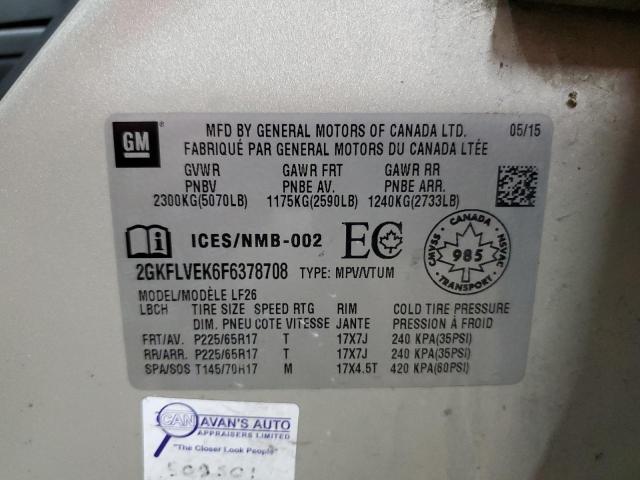 GM
MFD BY GENERAL MOTORS OF CANADA LTD. 05/15
FABRIQUÉ PAR GENERAL MOTORS DU CANADA LTÉE
GVWR GAWR FRT GAWR RR
PNBV PNBE AV. PNBE ARR.
2300KG(5070LB) 1175KG(2590LB) 1240KG(2733LB)
ICES/NMB-002 EC
CANADA
CMVSS 985 NSVAC
TRANSPORT
2GKFLVEK6F6378708 TYPE: MPV/VTUM
MODEL/MODÈLE LF26
LBCH TIRE SIZE SPEED RTG RIM COLD TIRE PRESSURE
DIM. PNEU COTE VITESSE JANTE PRESSION À FROID
FRT/AV. P225/65R17 T 17X7J 240 KPA(35PSI)
RR/ARR. P225/65R17 T 17X7J 240 KPA(35PSI)
SPA/SOS T145/70R17 M 17X4.5T 420 KPA(60PSI)
CANAVAN'S AUTO
APPRAISERS LIMITED
"The Closer Look People"